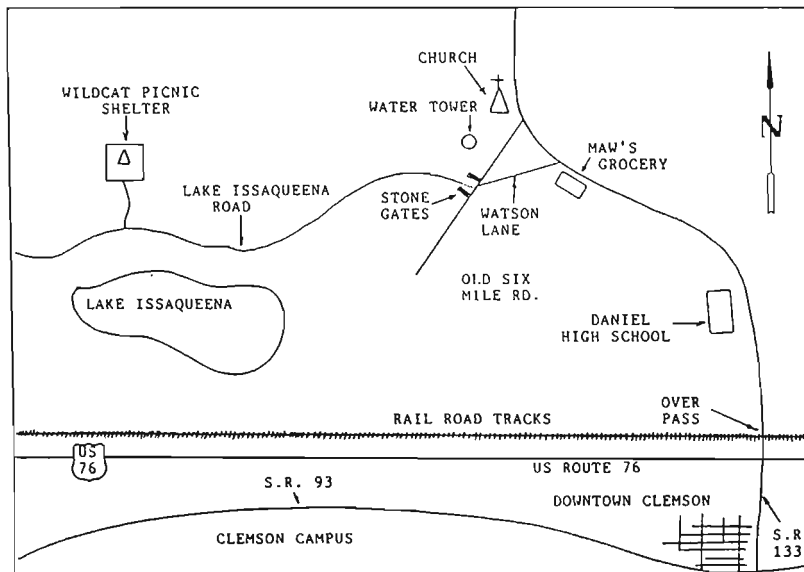 CHURCH
WILDCAT PICNIC
SHELTER
WATER TOWER
N
MAW'S
GROCERY
LAKE ISSAQUEENA
ROAD
STONE
GATES
WATSON
LANE
OLD SIX
MILE RD.
LAKE ISSAQUEENA
DANIEL
HIGH SCHOOL
OVER
PASS
RAIL ROAD TRACKS
US
76
US ROUTE 76
S.R. 93
DOWNTOWN CLEMSON
CLEMSON CAMPUS
S.R
133